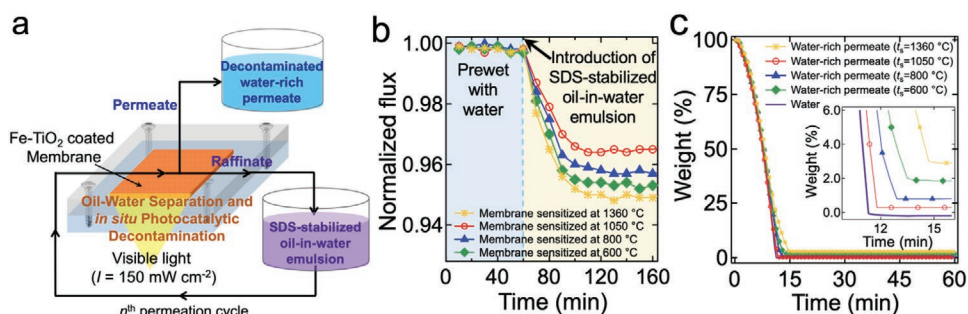 a
Decontaminated
water-rich
permeate
Permeate
Fe-TiO2 coated
Membrane
Raffinate
Oil-Water Separation and
in situ Photocatalytic
Decontamination
SDS-stabilized
oil-in-water
emulsion
Visible light
(I = 150 mW cm-2)
nth permeation cycle
b
Normalized flux
1.00
0.98
0.96
0.94
Prewet
with
water
Introduction of
SDS-stabilized
oil-in-water
emulsion
Membrane sensitized at 1360 °C
Membrane sensitized at 1050 °C
Membrane sensitized at 800 °C
Membrane sensitized at 600 °C
0 40 80 120 160
Time (min)
c
Weight (%)
100
75
50
25
0
Water-rich permeate (ts=1360 °C)
Water-rich permeate (ts=1050 °C)
Water-rich permeate (ts=800 °C)
Water-rich permeate (ts=600 °C)
Water
Weight (%)
6.0
4.0
2.0
0.0
12 14 16
Time (min)
0 15 30 45 60
Time (min)